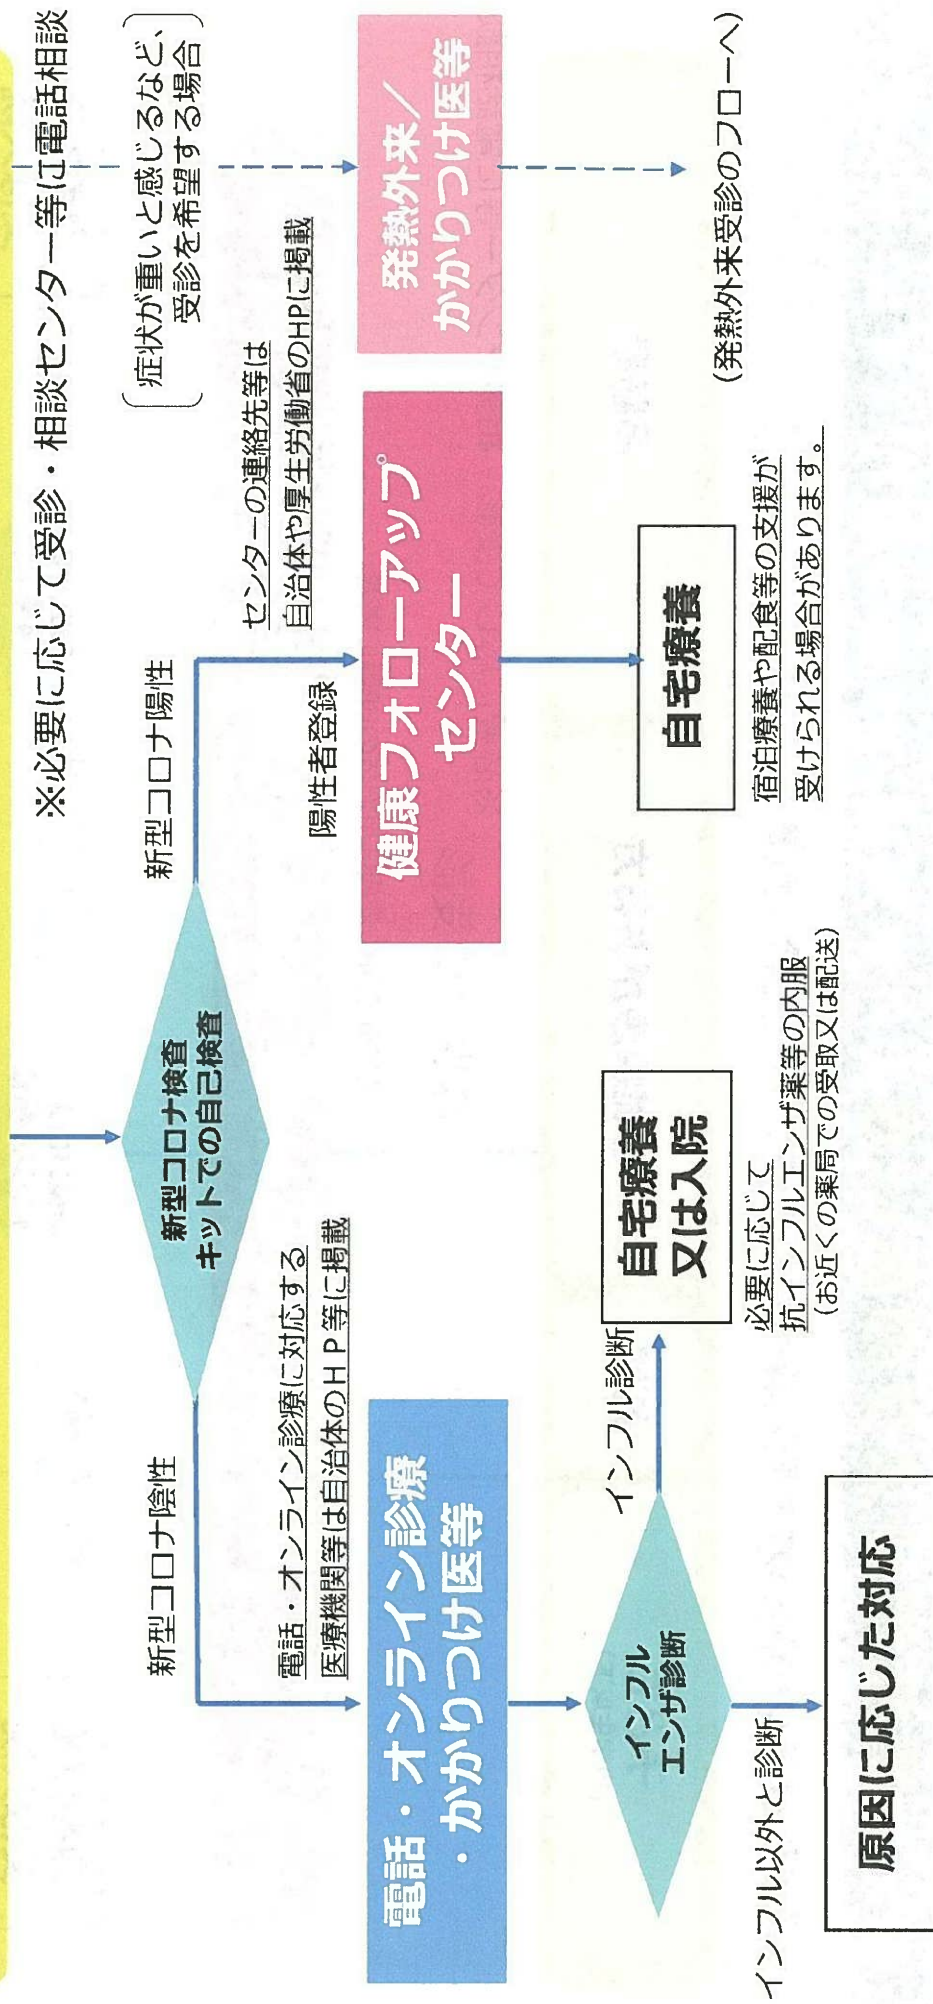 ※必要に応じて受診・相談センター等に電話相談
新型コロナ検査
キットでの自己検査
新型コロナ陰性
新型コロナ陽性
症状が重いと感じるなど、
受診を希望する場合
電話・オンライン診療に対応する
医療機関等は自治体のHP等に掲載
陽性者登録
センターの連絡先等は
自治体や厚生労働省のHPに掲載
電話・オンライン診療
・かかりつけ医等
健康フォローアップ
センター
発熱外来／
かかりつけ医等
インフル
エンザ診断
インフル診断
自宅療養
又は入院
必要に応じて
抗インフルエンザ薬等の内服
(お近くの薬局での受取又は配送)
自宅療養
宿泊療養や配食等の支援が
受けられる場合があります。
(発熱外来受診のフローへ)
インフル以外と診断
原因に応じた対応